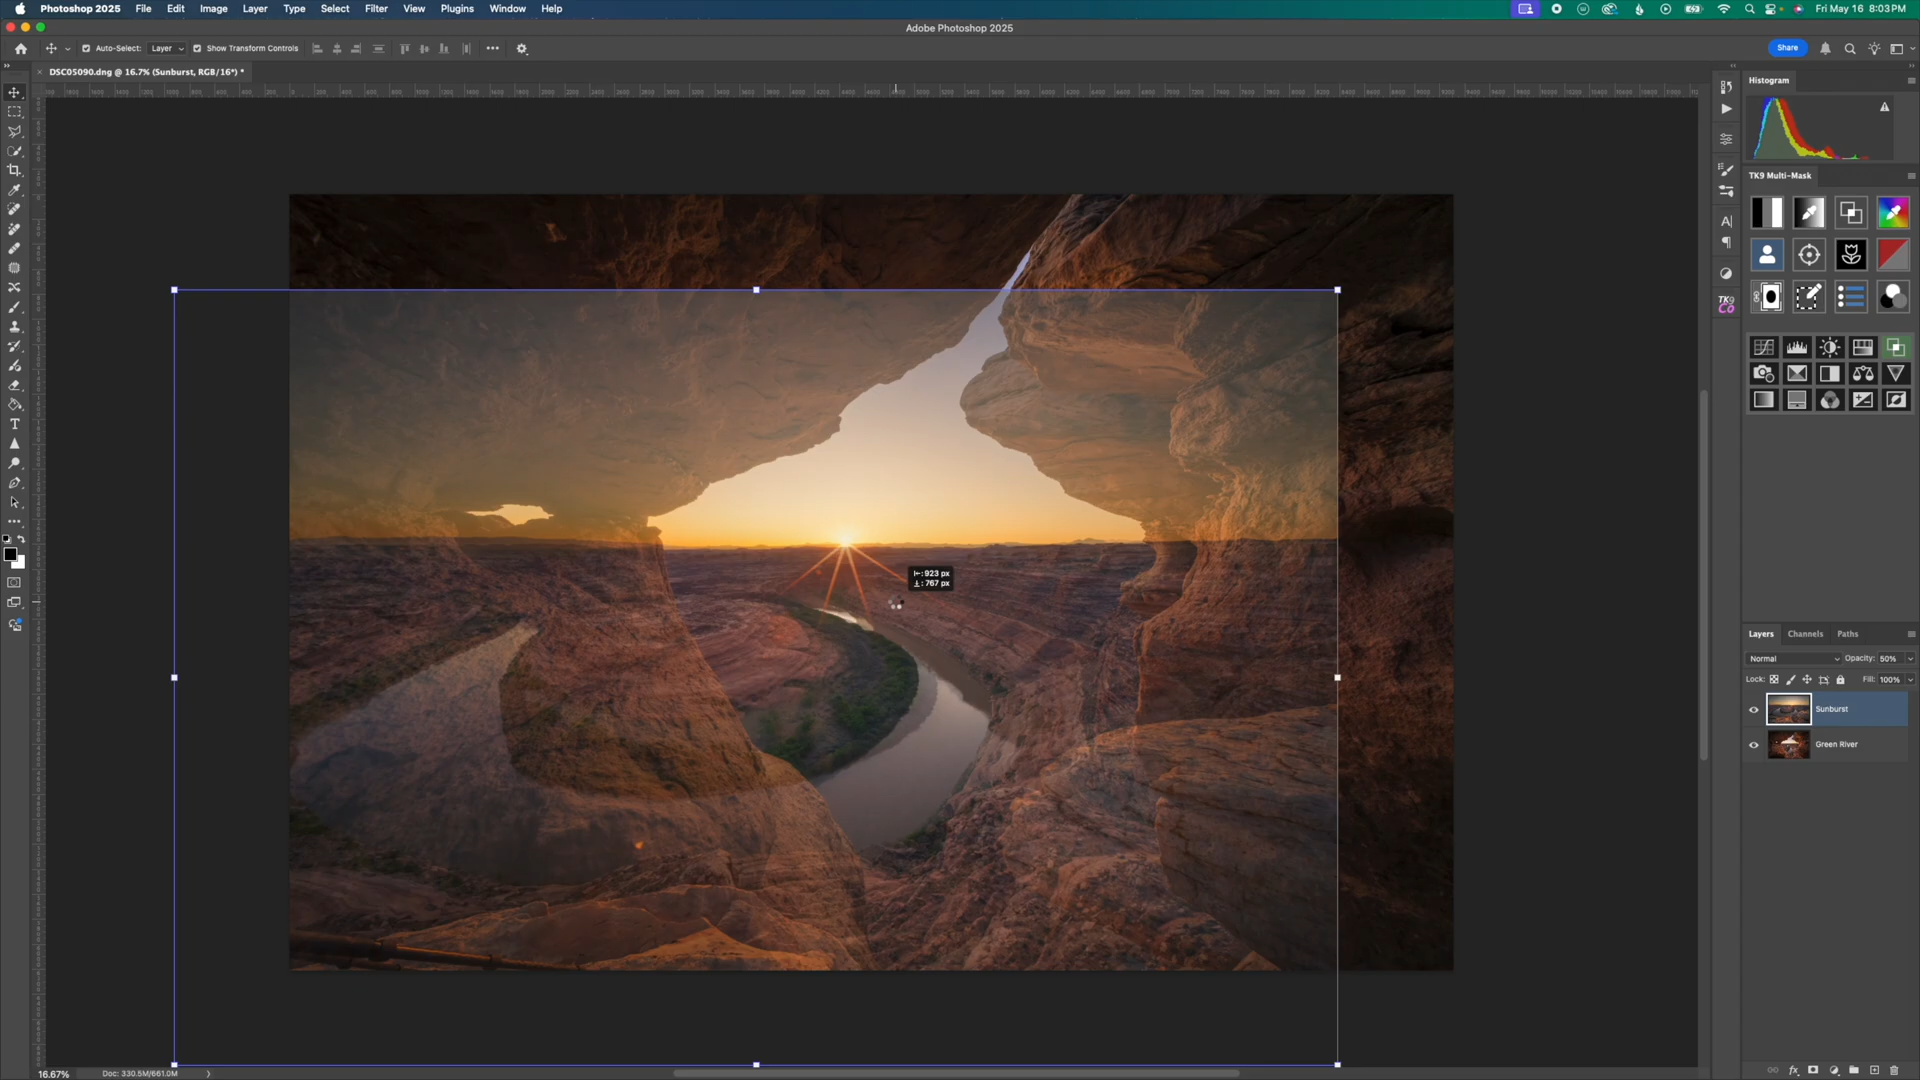 Photoshop 2025 File Edit Image Layer Type Select Filter View Plugins Window Help Fri May 16 8:03 PM
Adobe Photoshop 2025
Auto-Select: Layer Show Transform Controls Share
DSC05090.dng @ 16.7% (Sunburst, RGB/16*) *
Histogram
TK9 Multi-Mask
TK9
Co
923 px
767 px
Layers Channels Paths
Normal Opacity: 50%
Lock: Fill: 100%
Sunburst
Green River
16.67% Doc: 330.5M/661.0M